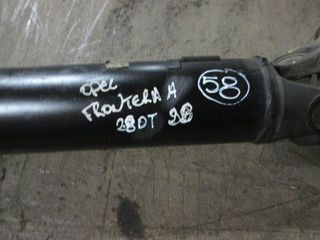 OPEL
FRONTERA A
28DT 98
58